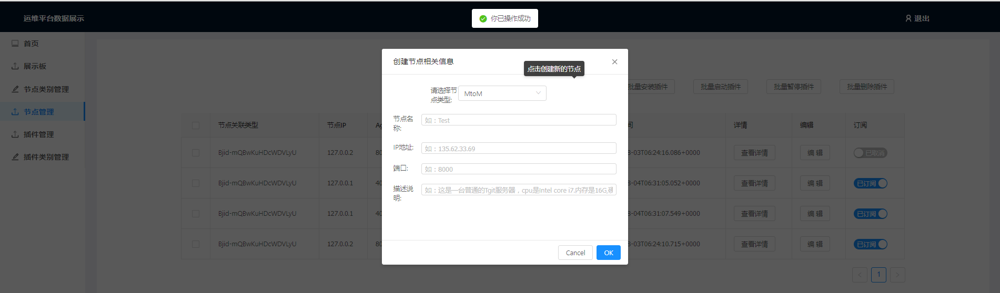 运维平台数据展示
你已操作成功
退出
首页
展示板
节点类别管理
节点管理
插件管理
插件类别管理
创建节点相关信息
点击创建新的节点
请选择节
点类型:
MtoM
节点名
称:
如：Test
IP地址:
如：135.62.33.69
端口:
如：8000
描述说
明:
如：这是一台普通的Tgit服务器，cpu是Intel core i7.内存是16G,
Cancel
OK
批量安装插件
批量启动插件
批量暂停插件
批量删除插件
节点关联类型
节点IP
详情
编辑
订阅
Bjid-mQBwKuHDcWDVLyU
127.0.0.2
80
3-03T06:24:16.086+0000
查看详情
编 辑
已取消
Bjid-mQBwKuHDcWDVLyU
127.0.0.1
40
3-04T06:31:05.052+0000
查看详情
编 辑
已订阅
Bjid-mQBwKuHDcWDVLyU
127.0.0.1
40
3-04T06:31:07.549+0000
查看详情
编 辑
已订阅
Bjid-mQBwKuHDcWDVLyU
127.0.0.2
80
3-03T06:24:10.715+0000
查看详情
编 辑
已订阅
1